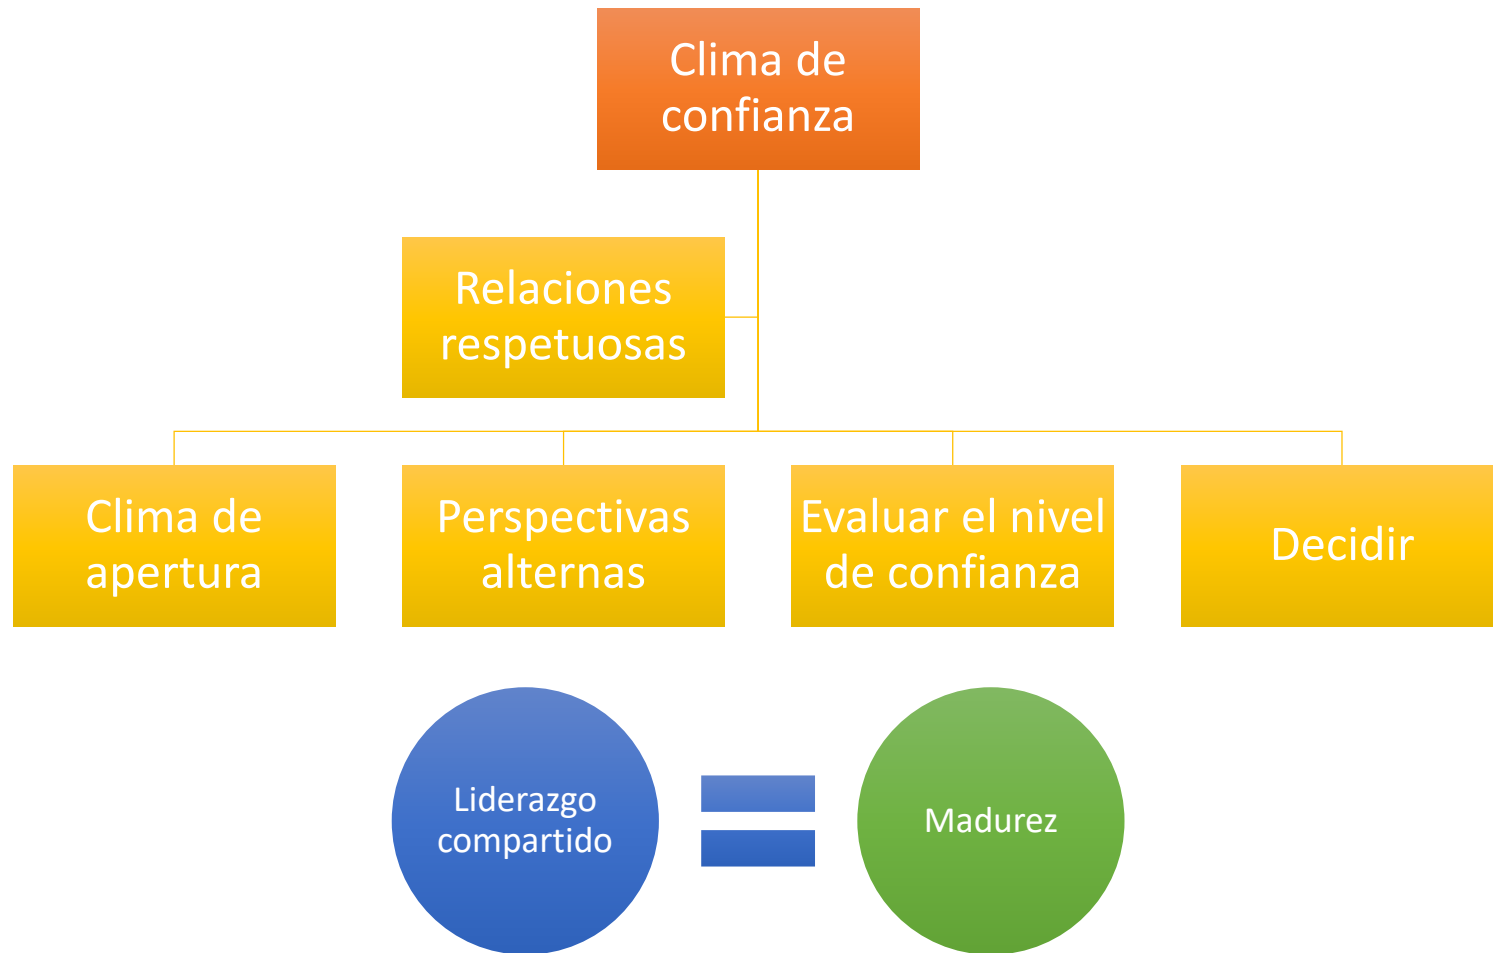 Clima de
confianza
Relaciones
respetuosas
Clima de
apertura
Perspectivas
alternas
Evaluar el nivel
de confianza
Decidir
Liderazgo
compartido
Madurez